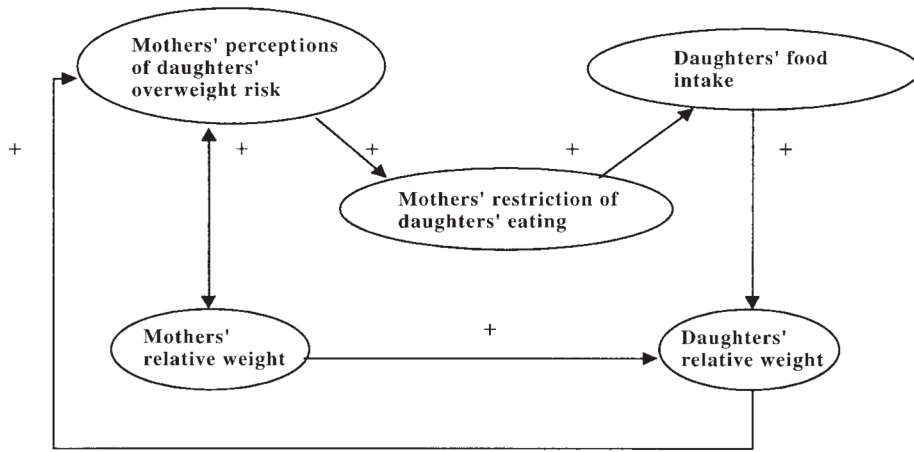 Mothers' perceptions
of daughters'
overweight risk
Daughters' food
intake
+
+
+
+
+
Mothers' restriction of
daughters' eating
+
Mothers'
relative weight
Daughters'
relative weight